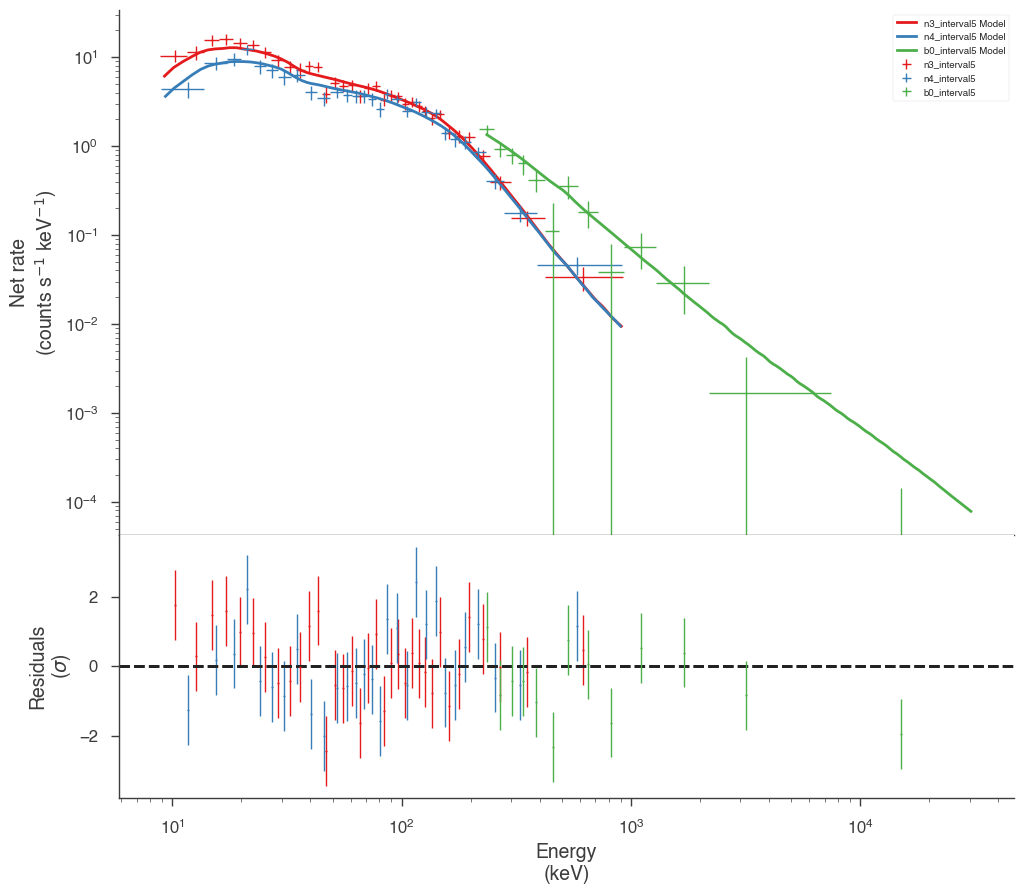 n3_interval5 Model
n4_interval5 Model
b0_interval5 Model
n3_interval5
n4_interval5
b0_interval5
10¹
10⁰
10⁻¹
10⁻²
10⁻³
10⁻⁴
Net rate
(counts s⁻¹ keV⁻¹)
2
0
−2
Residuals
(σ)
10¹ 10² 10³ 10⁴
Energy
(keV)